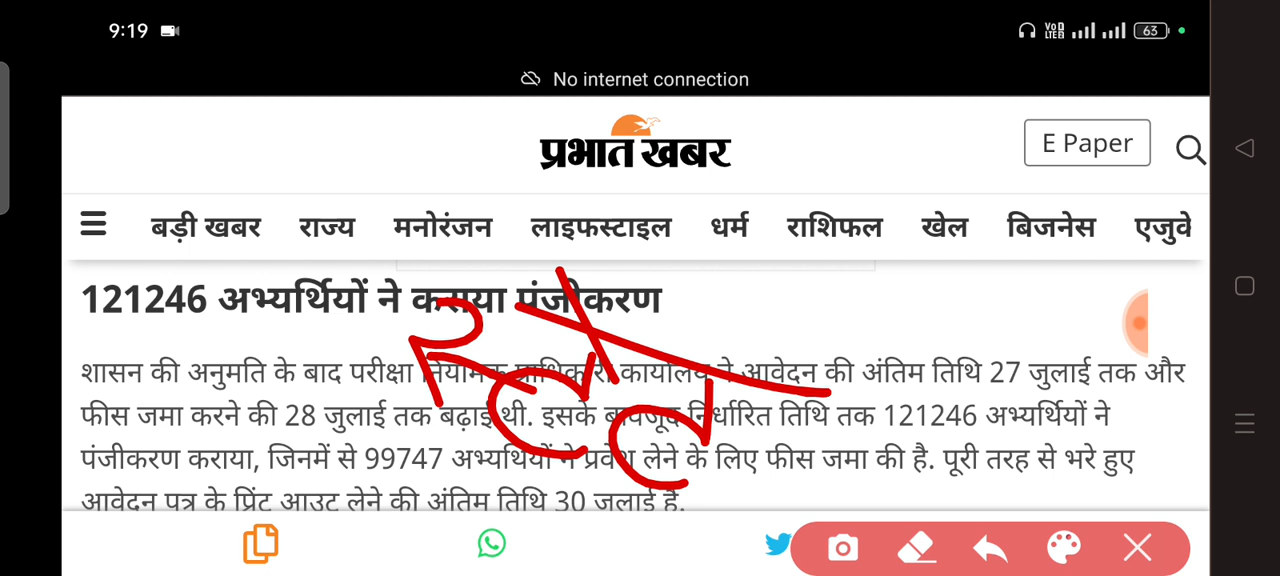 9:19 VoD LTE2 63
No internet connection
प्रभात खबर E Paper
बड़ी खबर राज्य मनोरंजन लाइफस्टाइल धर्म राशिफल खेल बिजनेस एजुके
121246 अभ्यर्थियों ने कराया पंजीकरण
शासन की अनुमति के बाद परीक्षा नियामक प्राधिकारी कार्यालय ने आवेदन की अंतिम तिथि 27 जुलाई तक और
फीस जमा करने की 28 जुलाई तक बढ़ाई थी. इसके बावजूद निर्धारित तिथि तक 121246 अभ्यर्थियों ने
पंजीकरण कराया, जिनमें से 99747 अभ्यर्थियों ने प्रवेश लेने के लिए फीस जमा की है. पूरी तरह से भरे हुए
आवेदन पत्र के प्रिंट आउट लेने की अंतिम तिथि 30 जुलाई है.